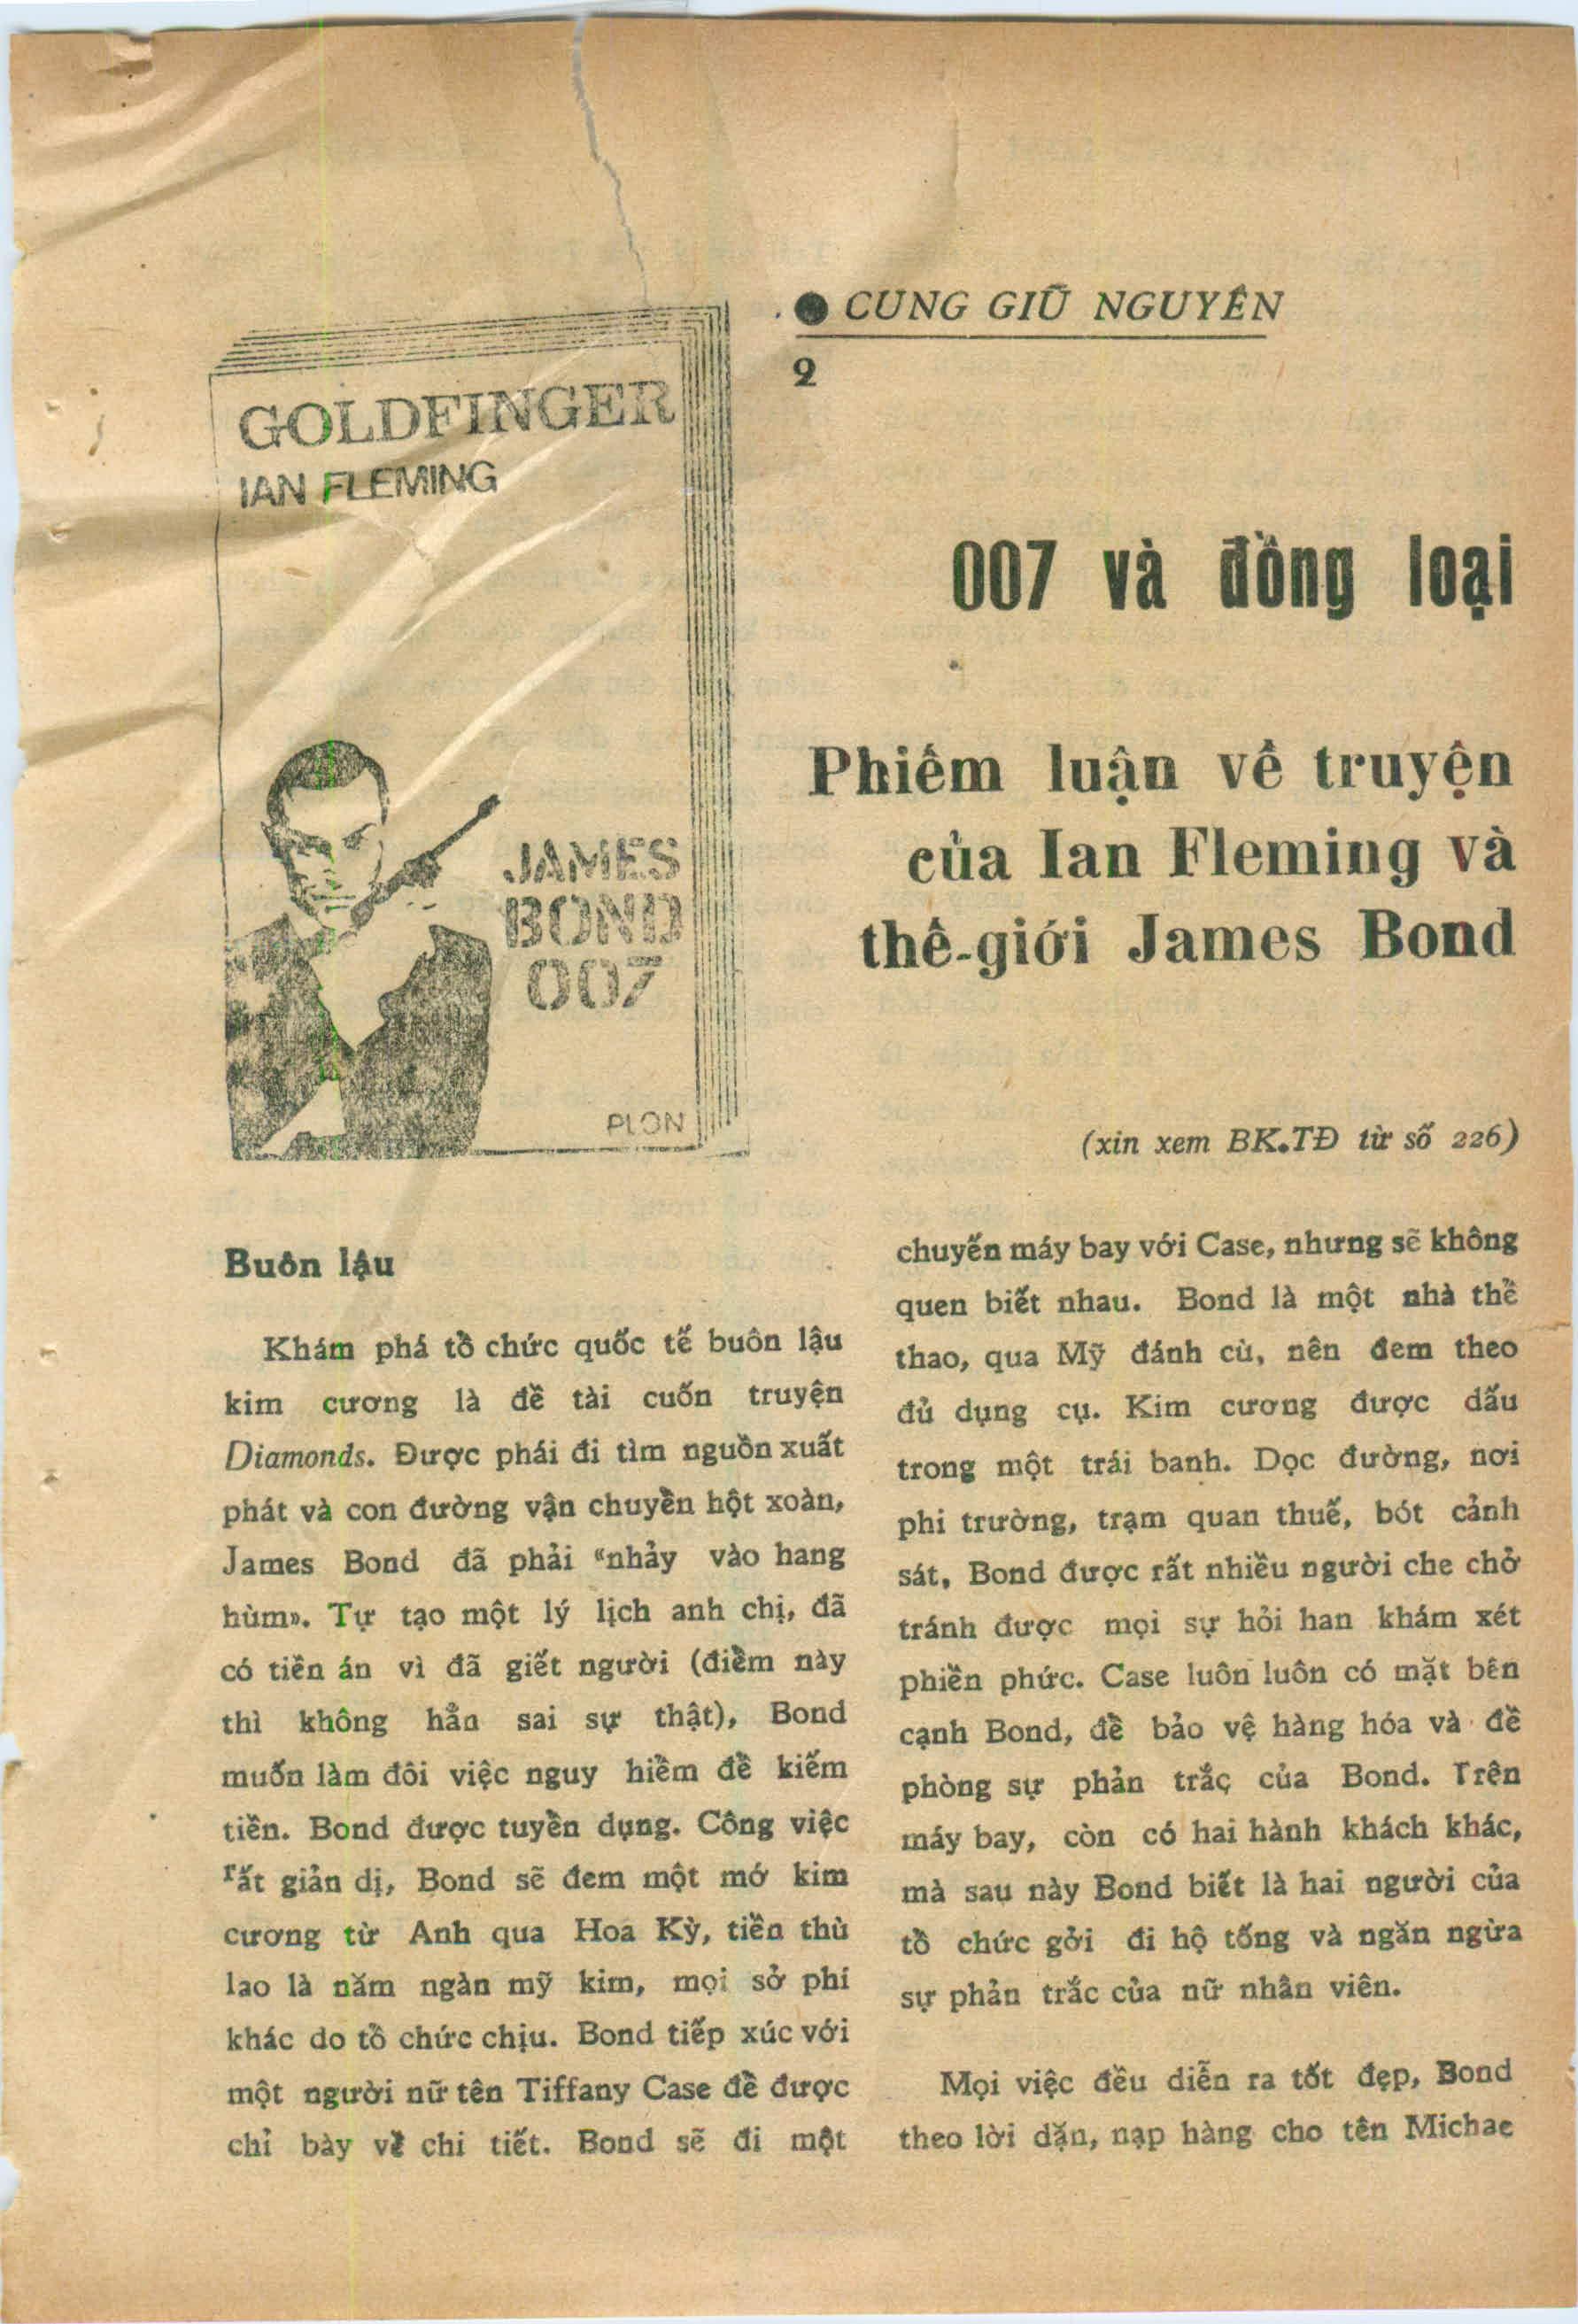 ● CUNG GIŨ NGUYÊN
2
GOLDFINGER
IAN FLEMING
JAMES
BOND
007
PLON
007 và đồng loại
Phiếm luận về truyện
của Ian Fleming và
thế-giới James Bond
(xin xem BK.TĐ từ số 226)
Buôn lậu
Khám phá tồ chức quốc tế buôn lậu
kim cương là đề tài cuốn truyện
Diamonds. Được phái đi tìm nguồn xuất
phát và con đường vận chuyền hột xoàn,
James Bond đã phải «nhảy vào hang
hùm». Tự tạo một lý lịch anh chị, đã
có tiền án vì đã giết người (điềm này
thì không hẳn sai sự thật), Bond
muốn làm đôi việc nguy hiềm đề kiếm
tiền. Bond được tuyền dụng. Công việc
rất giản dị, Bond sẽ đem một mớ kim
cương từ Anh qua Hoa Kỳ, tiền thù
lao là năm ngàn mỹ kim, mọi sở phí
khác do tồ chức chịu. Bond tiếp xúc với
một người nữ tên Tiffany Case đề được
chỉ bày về chi tiết. Bond sẽ đi một
chuyến máy bay với Case, nhưng sẽ không
quen biết nhau. Bond là một nhà thề
thao, qua Mỹ đánh cù, nên đem theo
đủ dụng cụ. Kim cương được dấu
trong một trái banh. Dọc đường, nơi
phi trường, trạm quan thuế, bót cảnh
sát, Bond được rất nhiều người che chở
tránh được mọi sự hỏi han khám xét
phiền phức. Case luôn luôn có mặt bên
cạnh Bond, đề bảo vệ hàng hóa và đề
phòng sự phản trắc của Bond. Trên
máy bay, còn có hai hành khách khác,
mà sau này Bond biết là hai người của
tồ chức gởi đi hộ tống và ngăn ngừa
sự phản trắc của nữ nhân viên.
Mọi việc đều diễn ra tốt đẹp, Bond
theo lời dặn, nạp hàng cho tên Michae